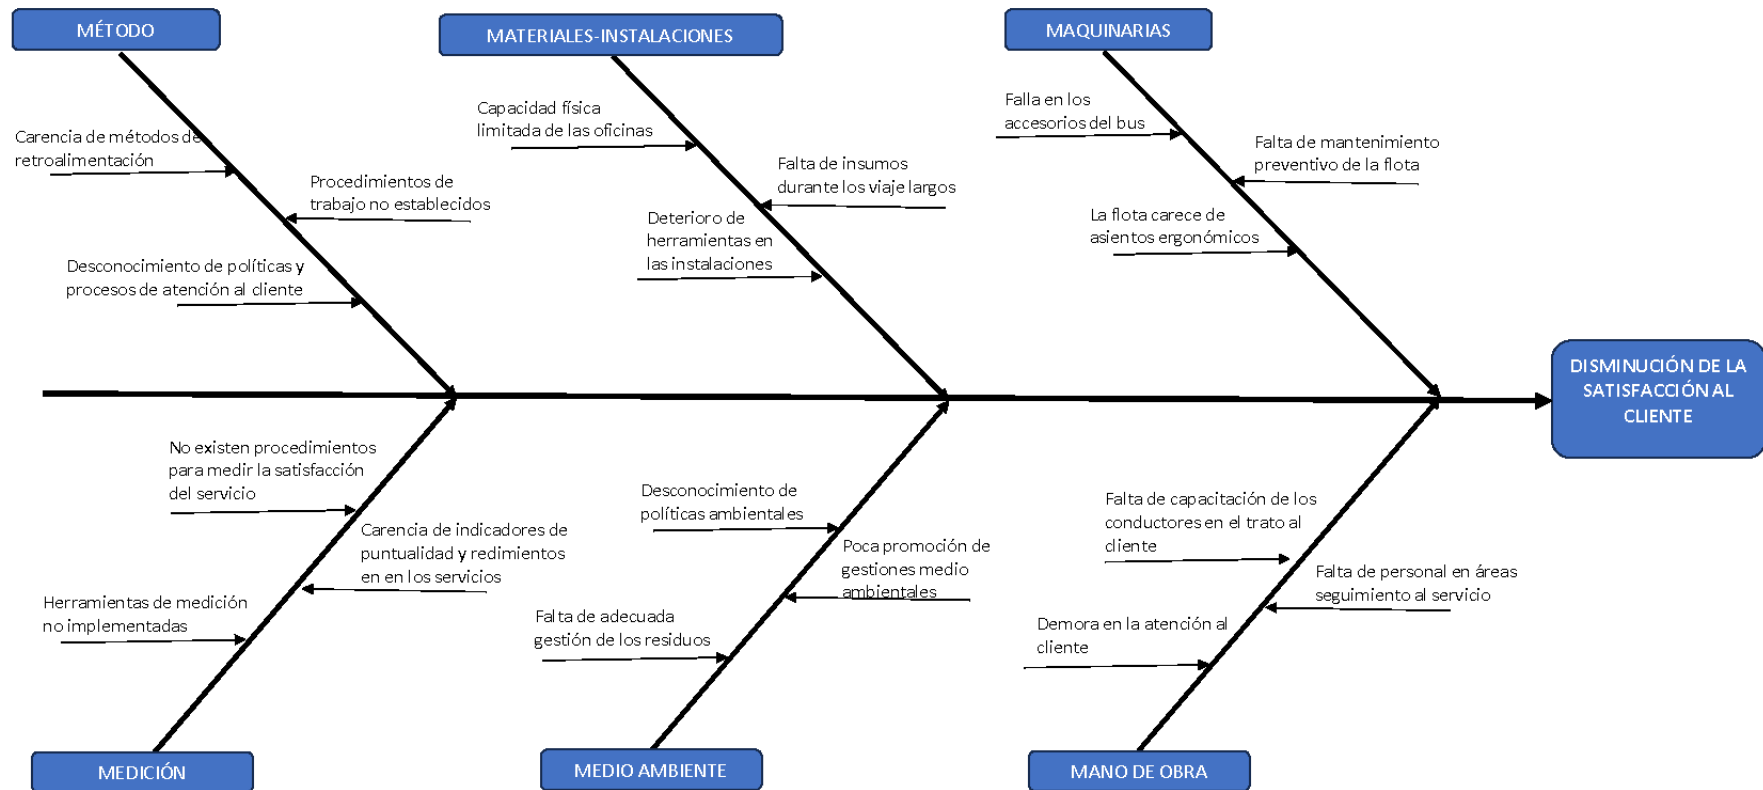 MÉTODO
MATERIALES-INSTALACIONES
MAQUINARIAS
Carencia de métodos de
retroalimentación
Procedimientos de
trabajo no establecidos
Desconocimiento de políticas y
procesos de atención al cliente
Capacidad física
limitada de las oficinas
Falta de insumos
durante los viaje largos
Deterioro de
herramientas en
las instalaciones
Falla en los
accesorios del bus
Falta de mantenimiento
preventivo de la flota
La flota carece de
asientos ergonómicos
DISMINUCIÓN DE LA
SATISFACCIÓN AL
CLIENTE
No existen procedimientos
para medir la satisfacción
del servicio
Carencia de indicadores de
puntualidad y redimientos
en en los servicios
Herramientas de medición
no implementadas
Desconocimiento de
políticas ambientales
Poca promoción de
gestiones medio
ambientales
Falta de adecuada
gestión de los residuos
Falta de capacitación de los
conductores en el trato al
cliente
Falta de personal en áreas
seguimiento al servicio
Demora en la atención al
cliente
MEDICIÓN
MEDIO AMBIENTE
MANO DE OBRA